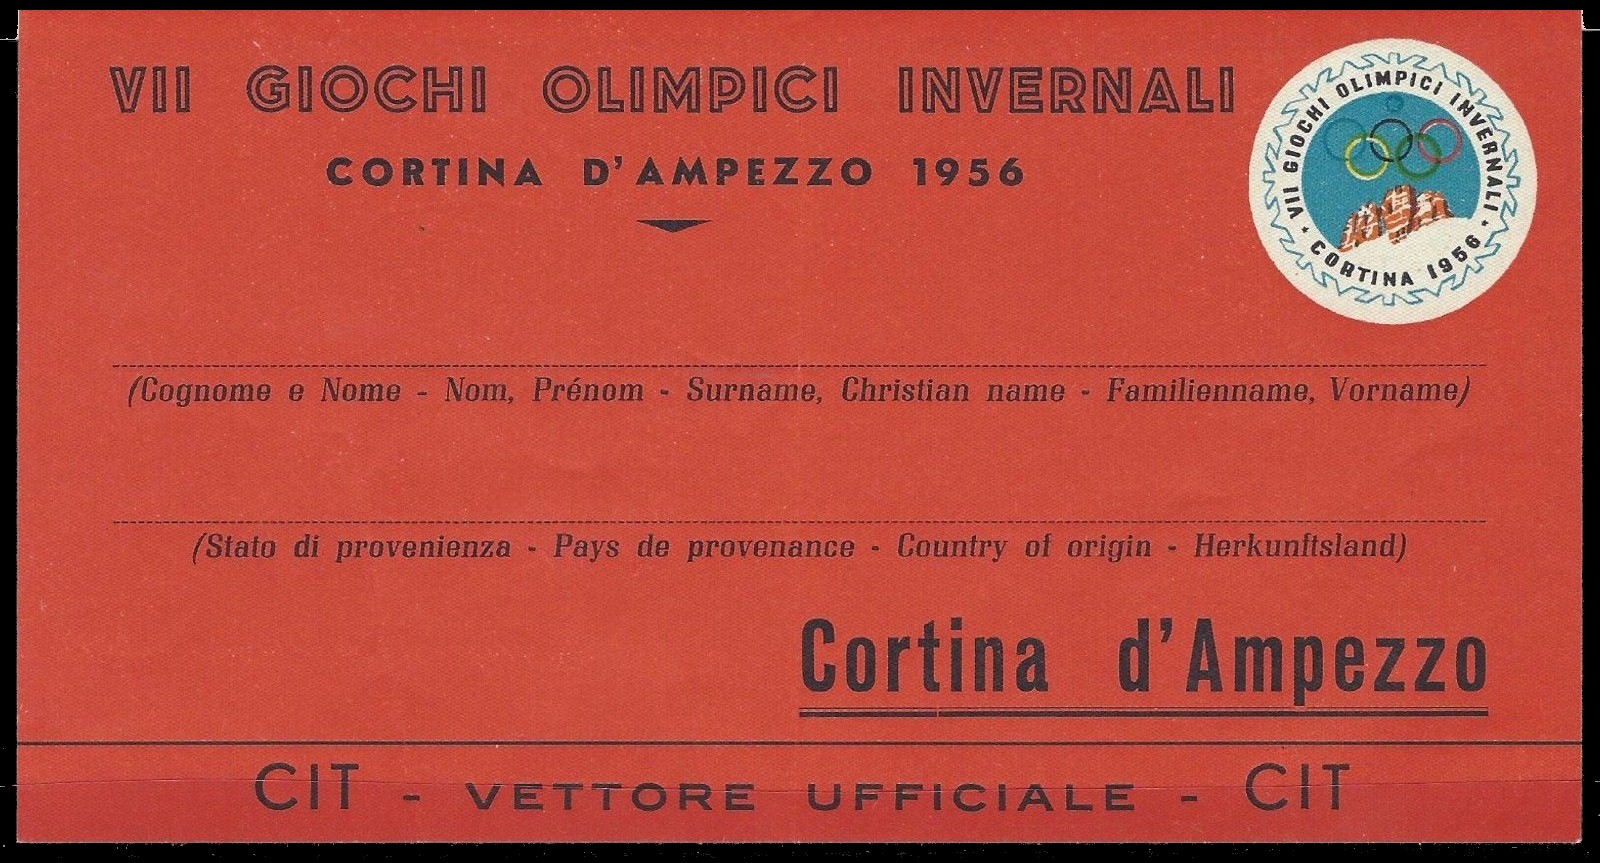 VII GIOCHI OLIMPICI INVERNALI
CORTINA D'AMPEZZO 1956
VII GIOCHI OLIMPICI INVERNALI
CORTINA 1956
(Cognome e Nome - Nom, Prénom - Surname, Christian name - Familienname, Vorname)
(Stato di provenienza - Pays de provenance - Country of origin - Herkunftsland)
Cortina d'Ampezzo
CIT - VETTORE UFFICIALE - CIT